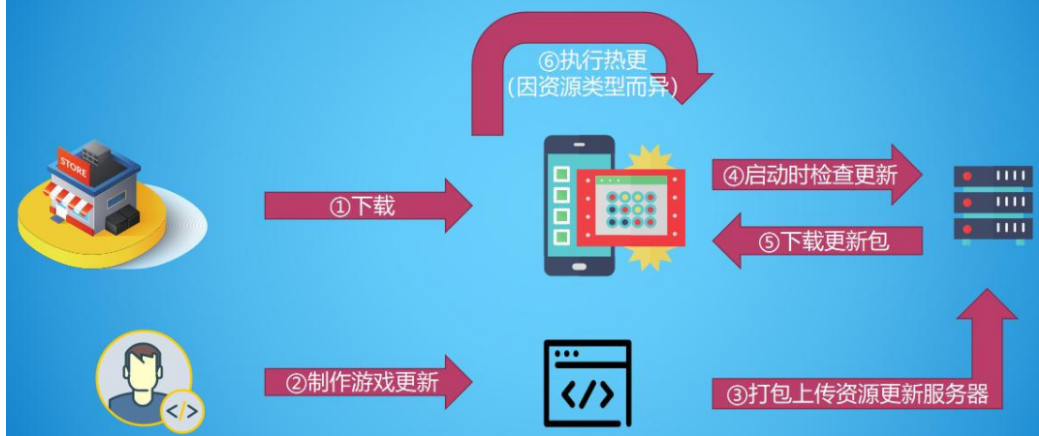 ⑥执行热更
(因资源类型而异)
STORE
①下载
④启动时检查更新
⑤下载更新包
②制作游戏更新
</>
</>
③打包上传资源更新服务器